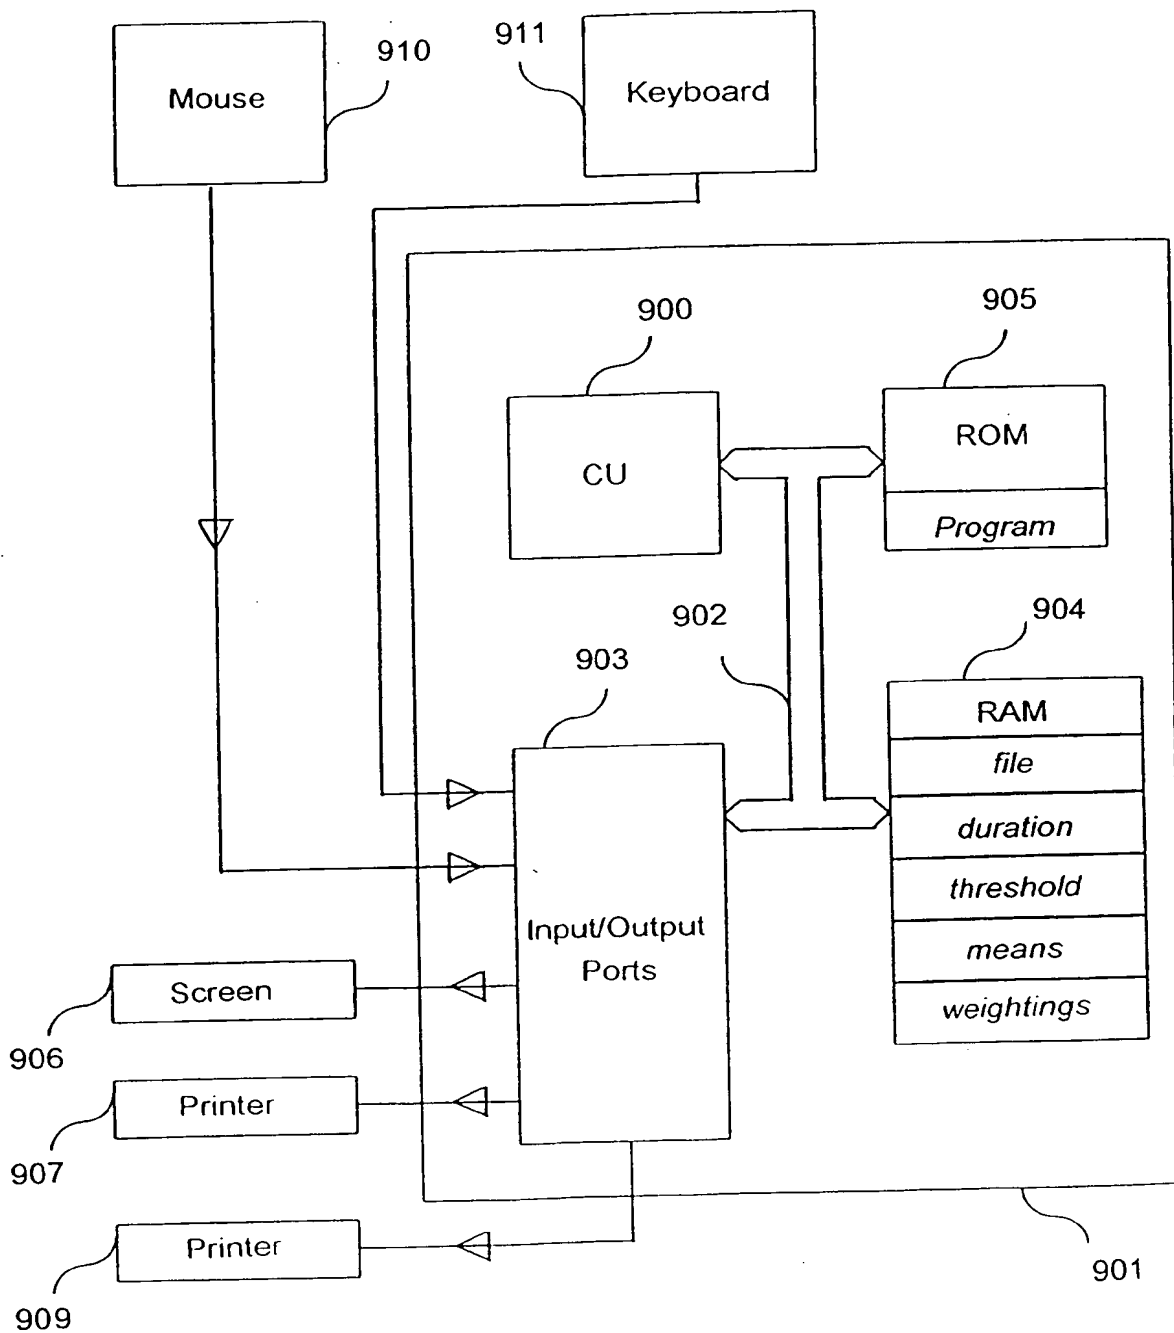 911
910
Mouse
Keyboard
900
905
CU
ROM
Program
902
904
903
RAM
file
duration
threshold
means
weightings
Input/Output
Ports
Screen
906
Printer
907
Printer
909
901